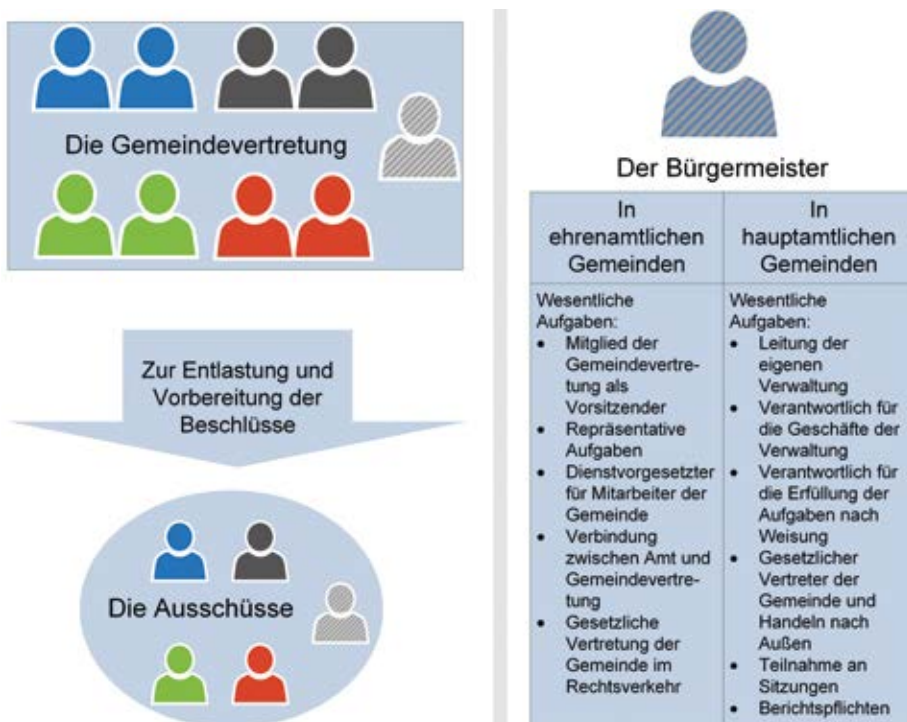 Die Gemeindevertretung
Zur Entlastung und
Vorbereitung der
Beschlüsse
Die Ausschüsse
Der Bürgermeister
In
ehrenamtlichen
Gemeinden
Wesentliche
Aufgaben:
• Mitglied der
Gemeindevertre-
tung als
Vorsitzender
• Repräsentative
Aufgaben
• Dienstvorgesetzter
für Mitarbeiter der
Gemeinde
• Verbindung
zwischen Amt und
Gemeindevertre-
tung
• Gesetzliche
Vertretung der
Gemeinde im
Rechtsverkehr
In
hauptamtlichen
Gemeinden
Wesentliche
Aufgaben:
• Leitung der
eigenen
Verwaltung
• Verantwortlich für
die Geschäfte der
Verwaltung
• Verantwortlich für
die Erfüllung der
Aufgaben nach
Weisung
• Gesetzlicher
Vertreter der
Gemeinde und
Handeln nach
Außen
• Teilnahme an
Sitzungen
• Berichtspflichten